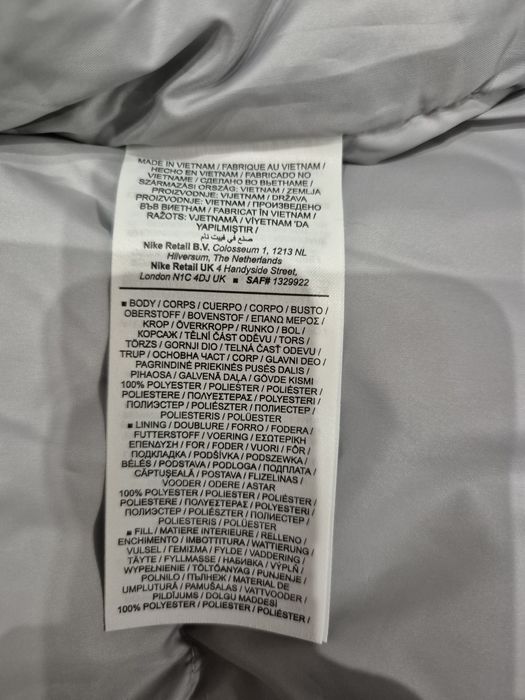 MADE IN VIETNAM / FABRIQUE AU VIETNAM /
HECHO EN VIETNAM / FABRICADO NO
VIETNAME / СДЕЛАНО ВО ВЬЕТНАМЕ /
SZÁRMAZÁSI ORSZÁG: VIETNAM / ZEMLJA
PROIZVODNJE: VIJETNAM / DRŽAVA
PROIZVODNJE: VIETNAM / ПРОИЗВЕДЕНО
ВЪВ ВИЕТНАМ / FABRICAT ÎN VIETNAM /
RAŽOTS: VJETNAMĀ / VİYETNAM 'DA
YAPILMIŞTIR /
صنع في فييت نام
Nike Retail B.V. Colosseum 1, 1213 NL
Hilversum, The Netherlands
Nike Retail UK 4 Handyside Street,
London N1C 4DJ UK ■ SAF# 1329922
■ BODY / CORPS / CUERPO / CORPO / BUSTO /
OBERSTOFF / BOVENSTOF / ΕΠΑΝΩ ΜΕΡΟΣ /
KROP / ÖVERKROPP / RUNKO / BOL /
КОРСАЖ / TĚLNÍ ČÁST ODĚVU / TORS /
TÖRZS / GORNJI DIO / TELNÁ ČASŤ ODEVU /
TRUP / ОСНОВНА ЧАСТ / CORP / GLAVNI DEO /
PAGRINDINĖ PRIEKINĖS PUSĖS DALIS /
PIHAOSA / GALVENĀ DAĻA / GÖVDE KISMI
100% POLYESTER / POLIESTER / POLIÉSTER /
POLIESTERE / ΠΟΛΥΕΣΤΕΡΑΣ / POLYESTERI /
ПОЛИЭСТЕР / POLIÉSZTER / ПОЛИЕСТЕР /
POLIESTERIS / POLÜESTER
■ LINING / DOUBLURE / FORRO / FODERA /
FUTTERSTOFF / VOERING / ΕΣΩΤΕΡΙΚΗ
ΕΠΕΝΔΥΣΗ / FOR / FODER / VUORI / FÔR /
ПОДКЛАДКА / PODŠÍVKA / PODSZEWKA /
BÉLÉS / PODSTAVA / PODLOGA / ПОДПЛАТА /
CĂPTUȘEALĂ / POSTAVA / FLIZELINAS /
VOODER / ODERE / ASTAR
100% POLYESTER / POLIESTER / POLIÉSTER /
POLIESTERE / ΠΟΛΥΕΣΤΕΡΑΣ / POLYESTERI /
ПОЛИЭСТЕР / POLIÉSZTER / ПОЛИЕСТЕР /
POLIESTERIS / POLÜESTER
■ FILL / MATIERE INTERIEURE / RELLENO /
ENCHIMENTO / IMBOTTITURA / WATTIERUNG /
VULSEL / ΓΕΜΙΣΜΑ / FYLDE / VADDERING /
TÄYTE / FYLLMASSE / НАБИВКА / VÝPLŇ /
WYPEŁNIENIE / TÖLTŐANYAG / PUNJENJE /
POLNILO / ПЪЛНЕЖ / MATERIAL DE
UMPLUTURĂ / PAMUŠALAS / VATTVOODER /
PILDĪJUMS / DOLGU MADDESİ
100% POLYESTER / POLIESTER / POLIÉSTER /